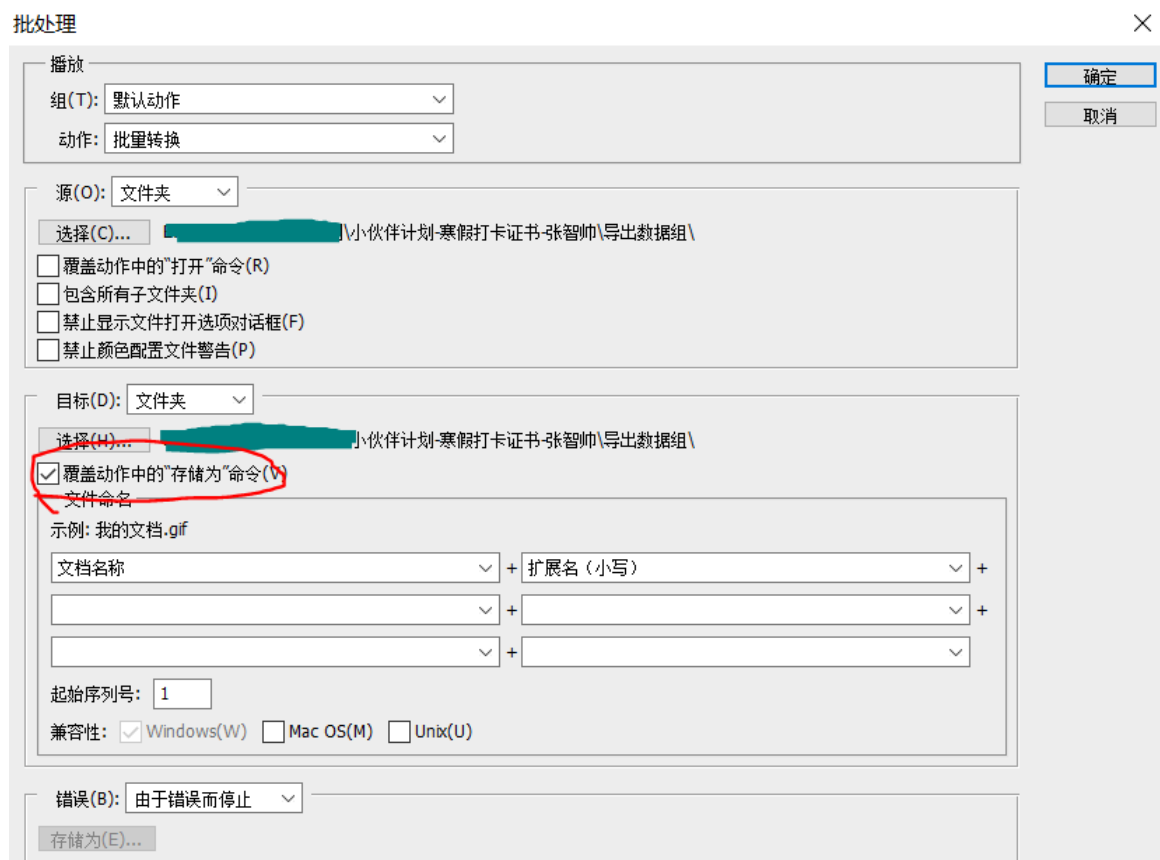 批处理
播放
确定
组(T): 默认动作
取消
动作: 批量转换
源(O): 文件夹
选择(C)... \小伙伴计划-寒假打卡证书-张智帅\导出数据组\
覆盖动作中的“打开”命令(R)
包含所有子文件夹(I)
禁止显示文件打开选项对话框(F)
禁止颜色配置文件警告(P)
目标(D): 文件夹
选择(H)... 小伙伴计划-寒假打卡证书-张智帅\导出数据组\
覆盖动作中的“存储为”命令(V)
文件命名
示例: 我的文档.gif
文档名称 + 扩展名（小写） +
+ +
+
起始序列号: 1
兼容性: Windows(W) Mac OS(M) Unix(U)
错误(B): 由于错误而停止
存储为(E)...